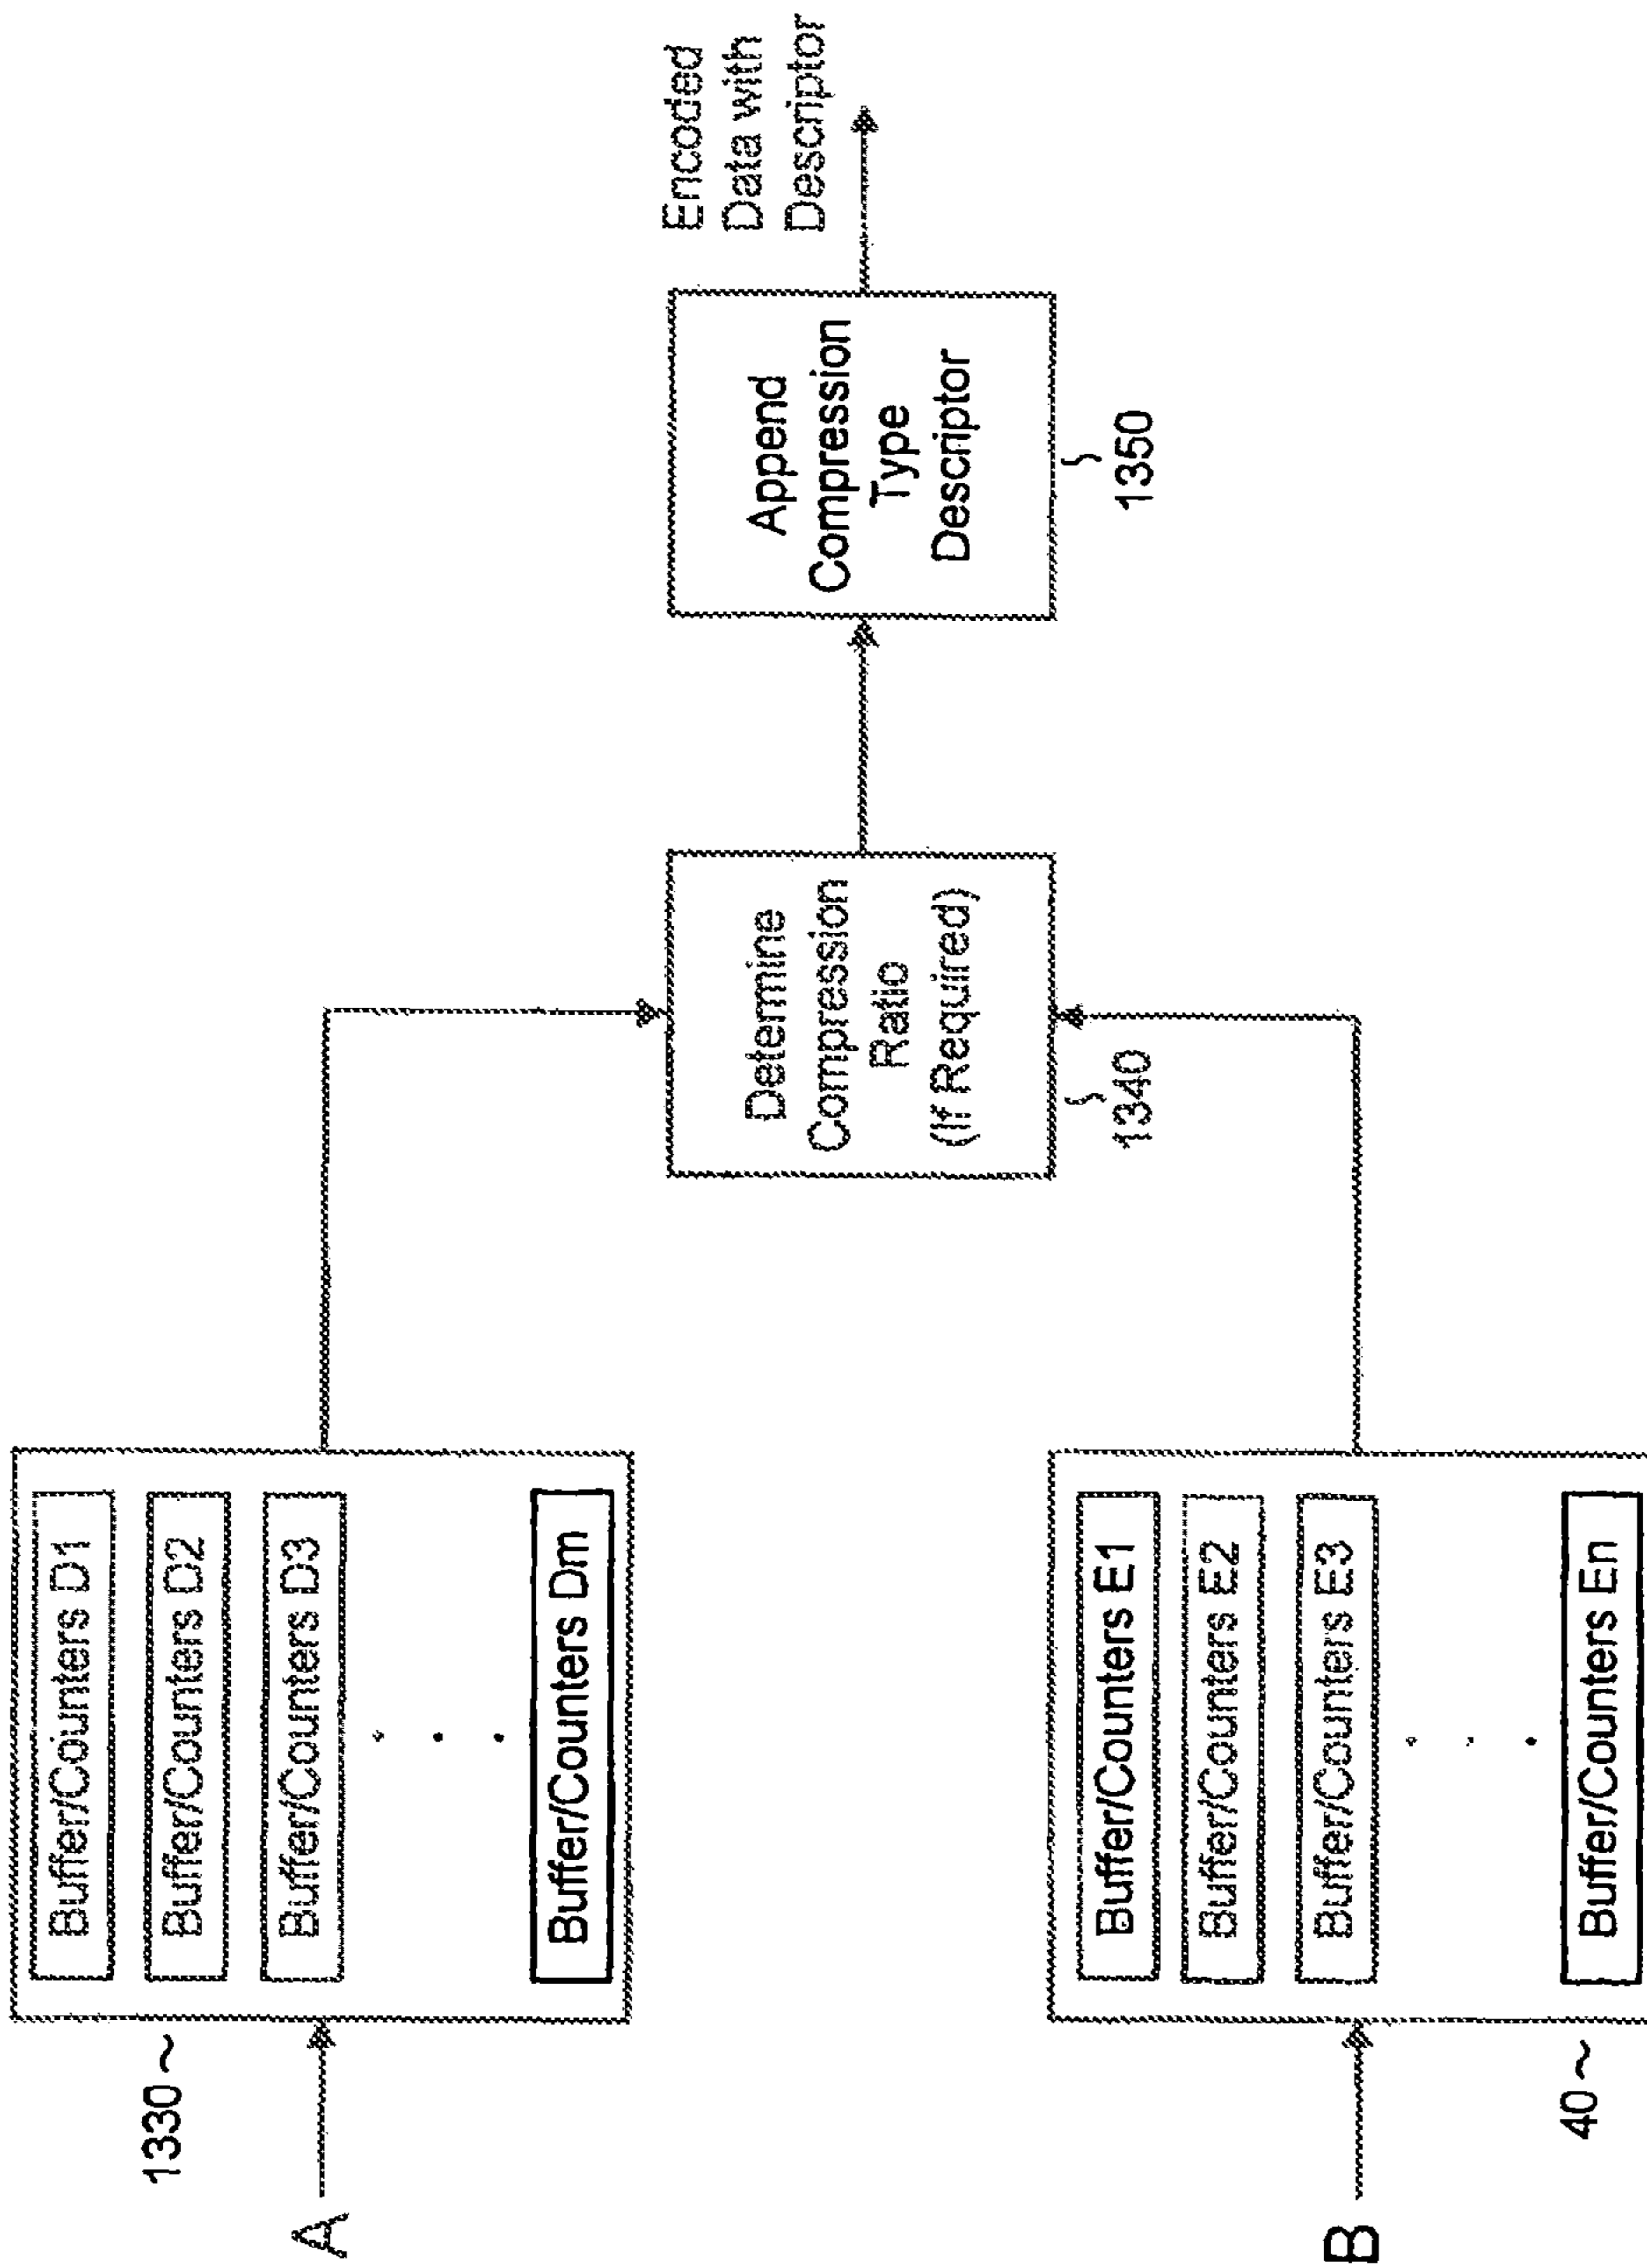 1330
A
Buffer/Counters D1
Buffer/Counters D2
Buffer/Counters D3
Buffer/Counters Dm
B
40
Buffer/Counters E1
Buffer/Counters E2
Buffer/Counters E3
Buffer/Counters En
Determine
Compression
Ratio
(If Required)
1340
Append
Compression
Type
Descriptor
1350
Encoded
Data with
Descriptor